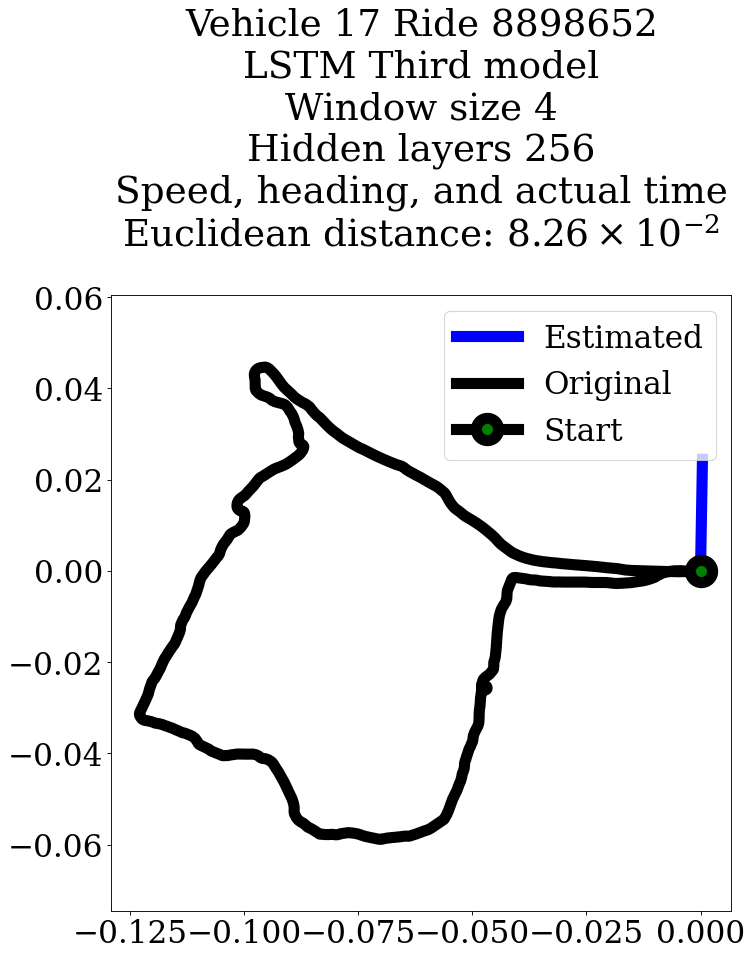 Vehicle 17 Ride 8898652
LSTM Third model
Window size 4
Hidden layers 256
Speed, heading, and actual time
Euclidean distance: 8.26 × 10⁻²
Estimated
Original
Start
0.06
0.04
0.02
0.00
−0.02
−0.04
−0.06
−0.125 −0.100 −0.075 −0.050 −0.025 0.000